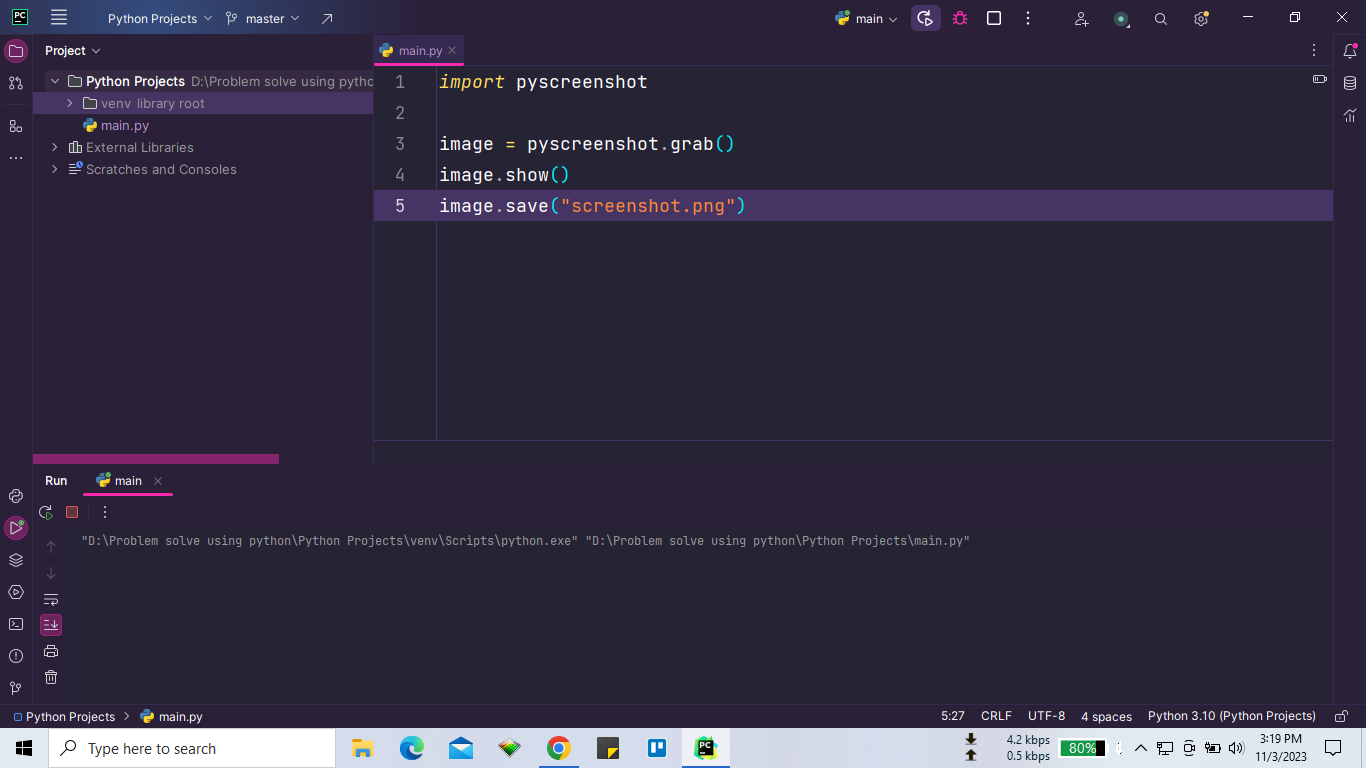 PC Python Projects master main
Project
main.py
Python Projects D:\Problem solve using pytho
venv library root
main.py
External Libraries
Scratches and Consoles
1 import pyscreenshot
2
3 image = pyscreenshot.grab()
4 image.show()
5 image.save("screenshot.png")
Run main
"D:\Problem solve using python\Python Projects\venv\Scripts\python.exe" "D:\Problem solve using python\Python Projects\main.py"
Python Projects main.py 5:27 CRLF UTF-8 4 spaces Python 3.10 (Python Projects)
Type here to search
PC
4.2 kbps
0.5 kbps
80%
3:19 PM
11/3/2023